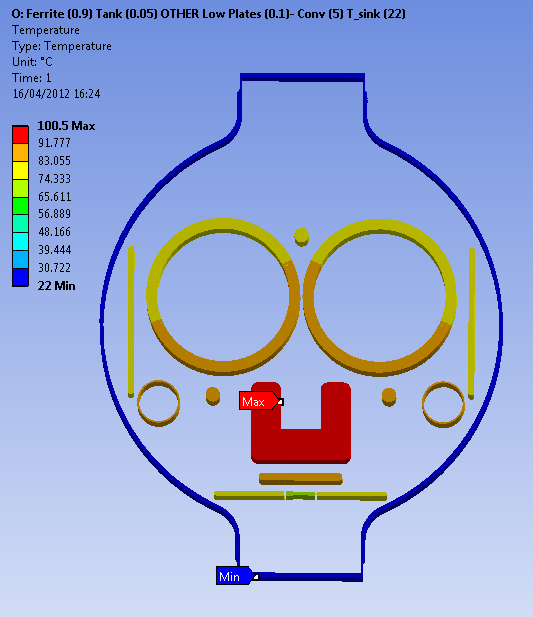 O: Ferrite (0.9) Tank (0.05) OTHER Low Plates (0.1)- Conv (5) T_sink (22)
Temperature
Type: Temperature
Unit: °C
Time: 1
16/04/2012 16:24
100.5 Max
91.777
83.055
74.333
65.611
56.889
48.166
39.444
30.722
22 Min
Max
Min